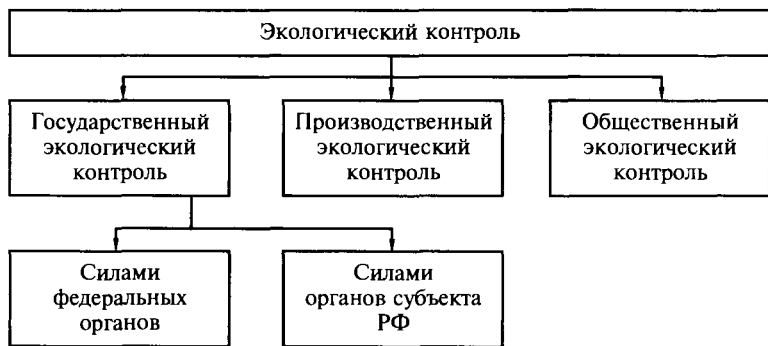 Экологический контроль
Государственный
экологический
контроль
Производственный
экологический
контроль
Общественный
экологический
контроль
Силами
федеральных
органов
Силами
органов субъекта
РФ